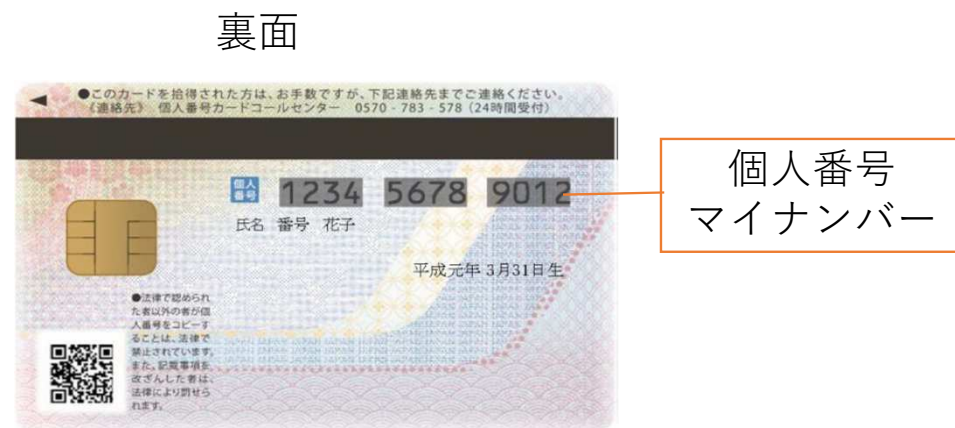 裏面
●このカードを拾得された方は、お手数ですが、下記連絡先までご連絡ください。
《連絡先》 個人番号カードコールセンター 0570-783-578（24時間受付）
個人番号 1234 5678 9012
氏名 番号 花子
平成元年3月31日生
●法律で認められ
た者以外の者が個
人番号をコピーす
ることは、法律で
禁止されています。
また、記載事項を
改ざんした者は、
法律により罰せら
れます。
個人番号
マイナンバー